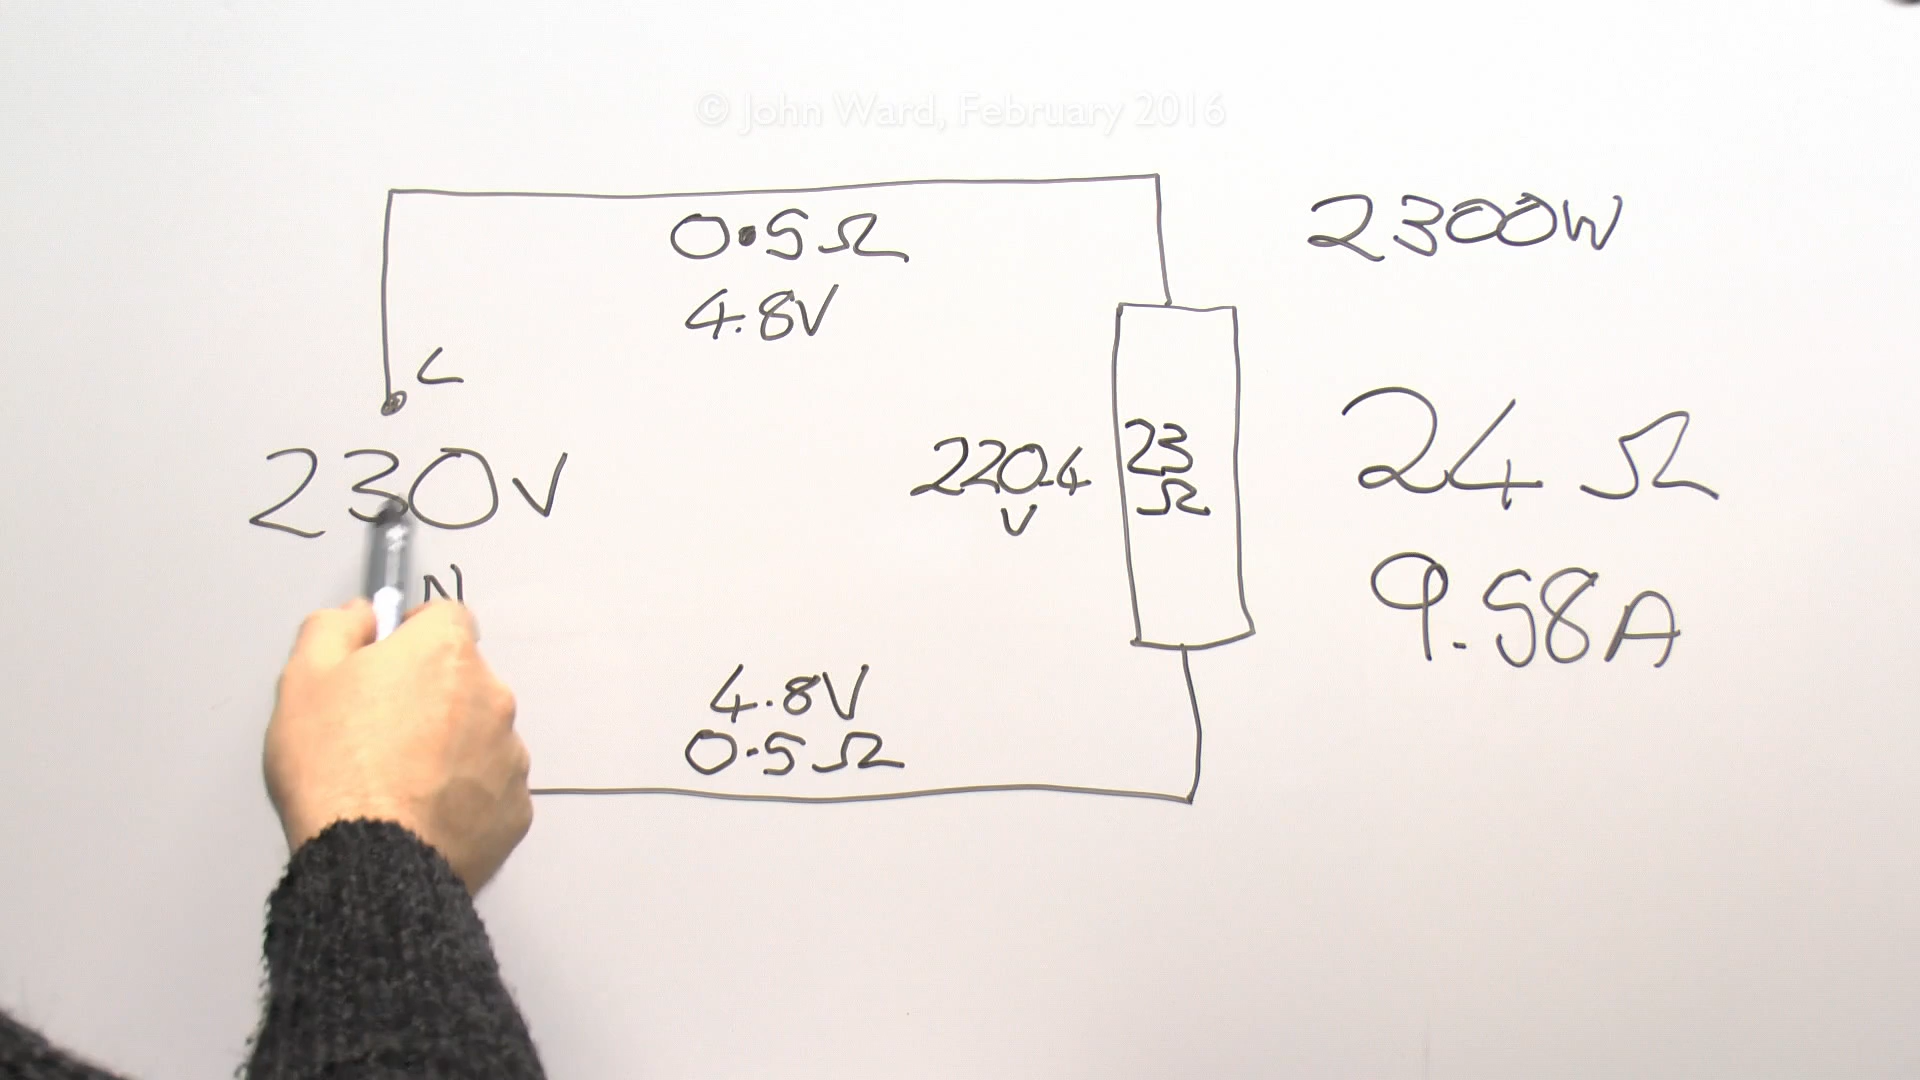 © John Ward, February 2016
0.5Ω
2300W
4.8V
L
230V
220.4
V
23
Ω
24Ω
N
9.58A
4.8V
0.5Ω